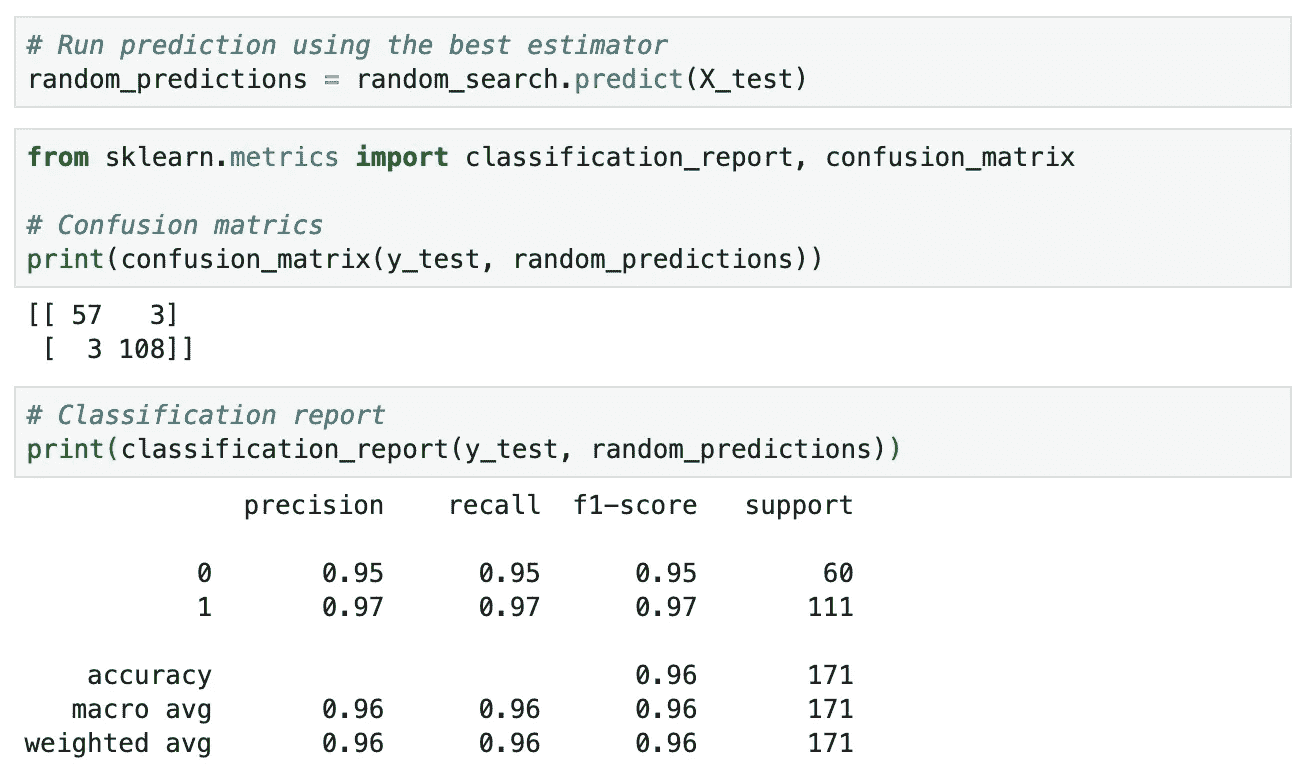 # Run prediction using the best estimator
random_predictions = random_search.predict(X_test)
from sklearn.metrics import classification_report, confusion_matrix
# Confusion matrics
print(confusion_matrix(y_test, random_predictions))
[[ 57   3]
 [  3 108]]
# Classification report
print(classification_report(y_test, random_predictions))
              precision    recall  f1-score   support
           0       0.95      0.95      0.95        60
           1       0.97      0.97      0.97       111
    accuracy                           0.96       171
   macro avg       0.96      0.96      0.96       171
weighted avg       0.96      0.96      0.96       171